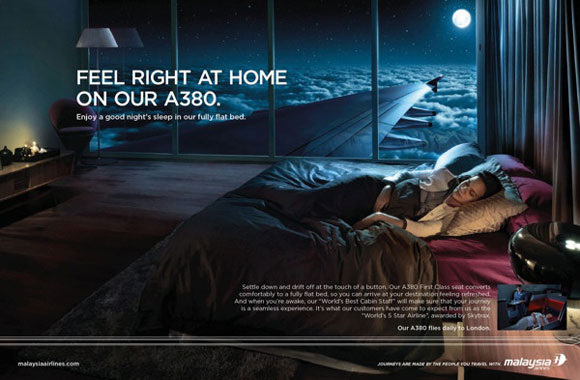 FEEL RIGHT AT HOME
ON OUR A380.
Enjoy a good night's sleep in our fully flat bed.
Settle down and drift off at the touch of a button. Our A380 First Class seat converts
comfortably to a fully flat bed, so you can arrive at your destination feeling refreshed.
And when you're awake, our "World's Best Cabin Staff" will make sure that your journey
is a seamless experience. It's what our customers have come to expect from us as the
"World's 5 Star Airline", awarded by Skytrax.
Our A380 flies daily to London.
malaysiaairlines.com
JOURNEYS ARE MADE BY THE PEOPLE YOU TRAVEL WITH.
malaysia
airlines